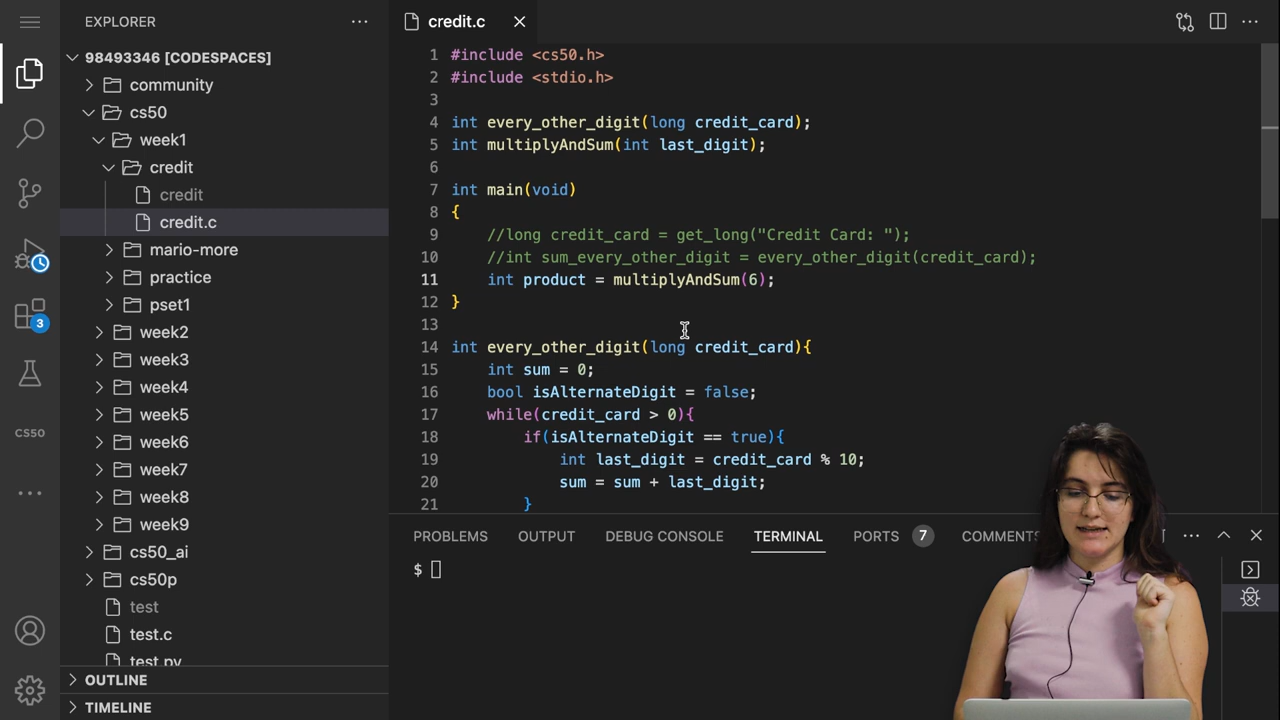 EXPLORER
98493346 [CODESPACES]
community
cs50
week1
credit
credit
credit.c
mario-more
practice
pset1
week2
week3
week4
week5
week6
week7
week8
week9
cs50_ai
cs50p
test
test.c
test.py
OUTLINE
TIMELINE
3
CS50
credit.c
1 #include <cs50.h>
2 #include <stdio.h>
3
4 int every_other_digit(long credit_card);
5 int multiplyAndSum(int last_digit);
6
7 int main(void)
8 {
9 //long credit_card = get_long("Credit Card: ");
10 //int sum_every_other_digit = every_other_digit(credit_card);
11 int product = multiplyAndSum(6);
12 }
13
14 int every_other_digit(long credit_card){
15 int sum = 0;
16 bool isAlternateDigit = false;
17 while(credit_card > 0){
18 if(isAlternateDigit == true){
19 int last_digit = credit_card % 10;
20 sum = sum + last_digit;
21 }
PROBLEMS OUTPUT DEBUG CONSOLE TERMINAL PORTS 7 COMMENTS
$